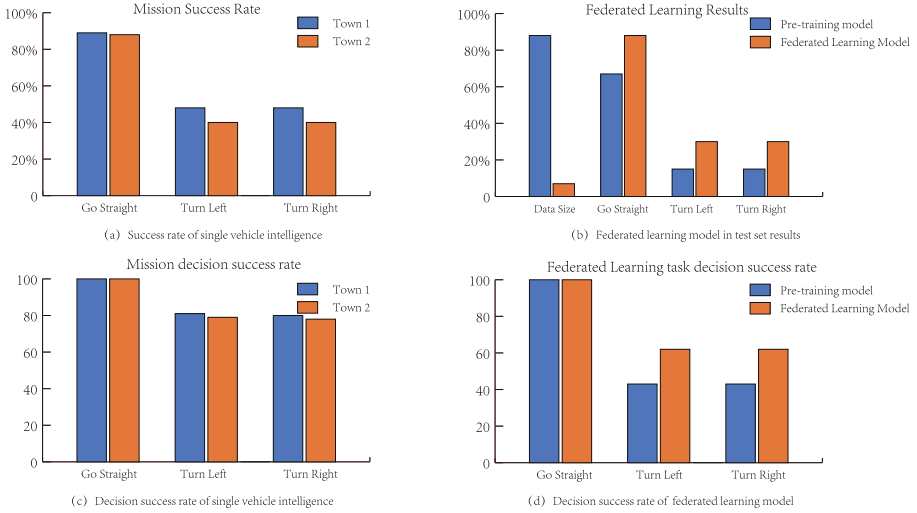 Mission Success Rate
Town 1
Town 2
100%
80%
60%
40%
20%
0
Go Straight
Turn Left
Turn Right
(a) Success rate of single vehicle intelligence
Federated Learning Results
Pre-training model
Federated Learning Model
100%
80%
60%
40%
20%
0
Data Size
Go Straight
Turn Left
Turn Right
(b) Federated learning model in test set results
Mission decision success rate
Town 1
Town 2
100
80
60
40
20
0
Go Straight
Turn Left
Turn Right
(c) Decision success rate of single vehicle intelligence
Federated Learning task decision success rate
Pre-training model
Federated Learning Model
100
80
60
40
20
0
Go Straight
Turn Left
Turn Right
(d) Decision success rate of federated learning model